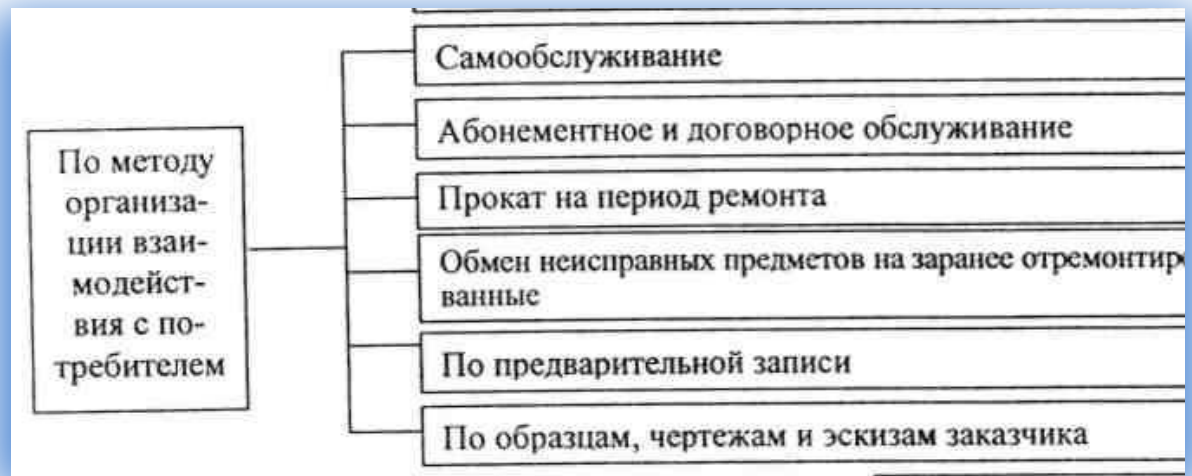 По методу
организа-
ции взаи-
модейст-
вия с по-
требителем
Самообслуживание
Абонементное и договорное обслуживание
Прокат на период ремонта
Обмен неисправных предметов на заранее отремонтиро
ванные
По предварительной записи
По образцам, чертежам и эскизам заказчика